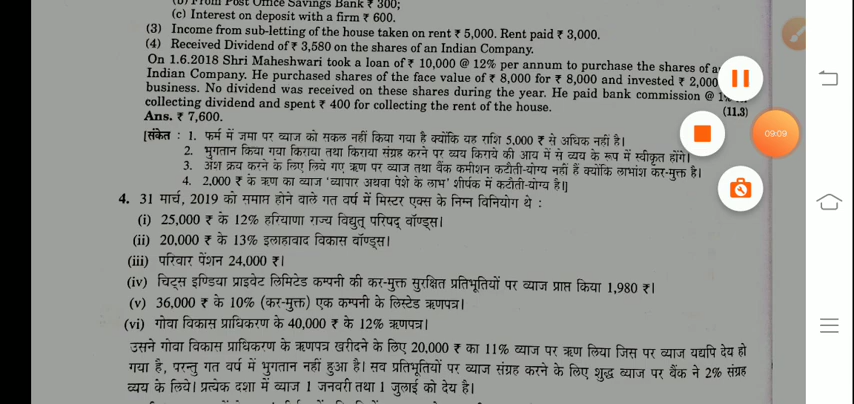 (b) From Post Office Savings Bank ₹ 300;
(c) Interest on deposit with a firm ₹ 600.
(3) Income from sub-letting of the house taken on rent ₹ 5,000. Rent paid ₹ 3,000.
(4) Received Dividend of ₹ 3,580 on the shares of an Indian Company.
On 1.6.2018 Shri Maheshwari took a loan of ₹ 10,000 @ 12% per annum to purchase the shares of
Indian Company. He purchased shares of the face value of ₹ 8,000 for ₹ 8,000 and invested ₹ 2,000
business. No dividend was received on these shares during the year. He paid bank commission @
collecting dividend and spent ₹ 400 for collecting the rent of the house.
Ans. ₹ 7,600. (11.3)
[संकेत : 1. फर्म में जमा पर ब्याज को सकल नहीं किया गया है क्योंकि यह राशि 5,000 ₹ से अधिक नहीं है।
2. भुगतान किया गया किराया तथा किराया संग्रह करने पर व्यय किराये की आय में से व्यय के रूप में स्वीकृत होंगे।
3. अंश क्रय करने के लिए लिये गए ऋण पर ब्याज तथा बैंक कमीशन कटौती-योग्य नहीं हैं क्योंकि लाभांश कर-मुक्त है।
4. 2,000 ₹ के ऋण का ब्याज 'व्यापार अथवा पेशे के लाभ' शीर्षक में कटौती-योग्य है।]
4. 31 मार्च, 2019 को समाप्त होने वाले गत वर्ष में मिस्टर एक्स के निम्न विनियोग थे :
(i) 25,000 ₹ के 12% हरियाणा राज्य विद्युत् परिषद् बॉण्ड्स।
(ii) 20,000 ₹ के 13% इलाहाबाद विकास बॉण्ड्स।
(iii) परिवार पेंशन 24,000 ₹।
(iv) चिट्स इण्डिया प्राइवेट लिमिटेड कम्पनी की कर-मुक्त सुरक्षित प्रतिभूतियों पर ब्याज प्राप्त किया 1,980 ₹।
(v) 36,000 ₹ के 10% (कर-मुक्त) एक कम्पनी के लिस्टेड ऋणपत्र।
(vi) गोवा विकास प्राधिकरण के 40,000 ₹ के 12% ऋणपत्र।
उसने गोवा विकास प्राधिकरण के ऋणपत्र खरीदने के लिए 20,000 ₹ का 11% ब्याज पर ऋण लिया जिस पर ब्याज यद्यपि देय हो
गया है, परन्तु गत वर्ष में भुगतान नहीं हुआ है। सब प्रतिभूतियों पर ब्याज संग्रह करने के लिए शुद्ध ब्याज पर बैंक ने 2% संग्रह
व्यय के लिये। प्रत्येक दशा में ब्याज 1 जनवरी तथा 1 जुलाई को देय है।
09:09